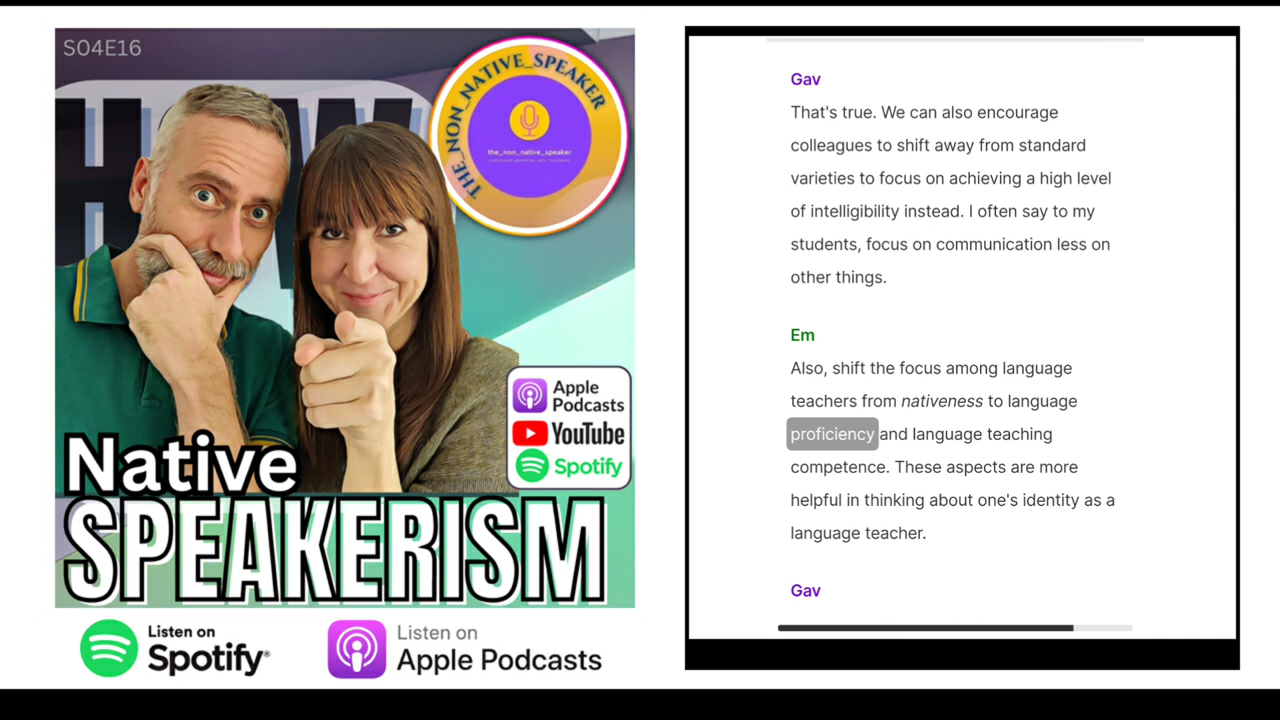 S04E16
THE_NON_NATIVE_SPEAKER
the_non_native_speaker
Apple
Podcasts
YouTube
Spotify
Native
SPEAKERISM
Listen on
Spotify®
Listen on
Apple Podcasts
Gav
That's true. We can also encourage
colleagues to shift away from standard
varieties to focus on achieving a high level
of intelligibility instead. I often say to my
students, focus on communication less on
other things.
Em
Also, shift the focus among language
teachers from nativeness to language
proficiency and language teaching
competence. These aspects are more
helpful in thinking about one's identity as a
language teacher.
Gav